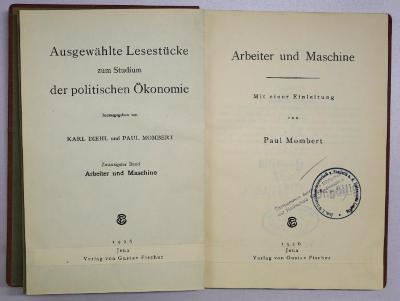 Ausgewählte Lesestücke
zum Studium
der politischen Ökonomie
herausgegeben von
KARL DIEHL und PAUL MOMBERT
Zwanzigster Band
Arbeiter und Maschine
1926
Jena
Verlag von Gustav Fischer
Arbeiter und Maschine
Mit einer Einleitung
von
Paul Mombert
1926
Jena
Verlag von Gustav Fischer